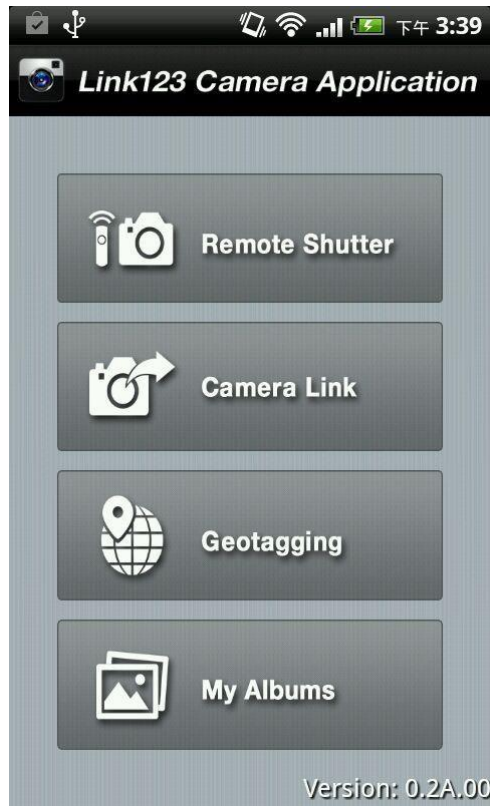 下午 3:39
Link123 Camera Application
Remote Shutter
Camera Link
Geotagging
My Albums
Version: 0.2A.00